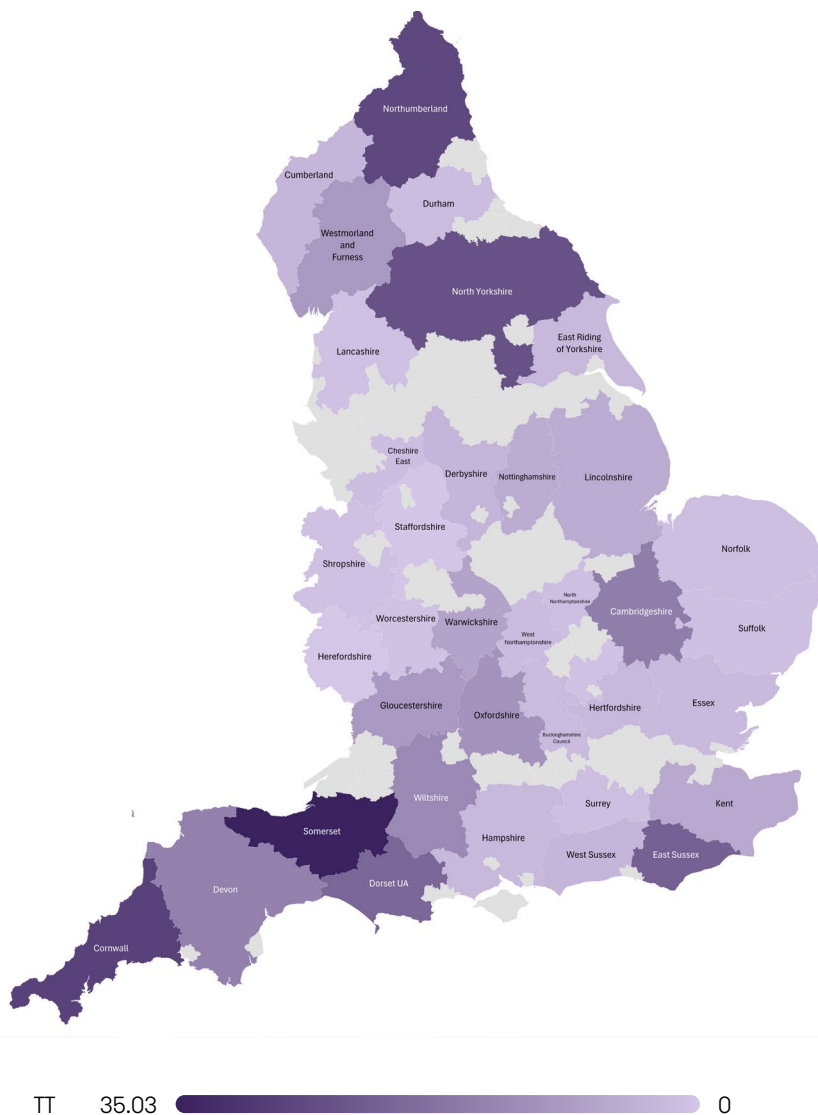 Northumberland
Cumberland
Durham
Westmorland
and
Furness
North Yorkshire
East Riding
of Yorkshire
Lancashire
Cheshire
East
Derbyshire
Nottinghamshire
Lincolnshire
Staffordshire
Norfolk
Shropshire
North
Northamptonshire
Cambridgeshire
Worcestershire
Warwickshire
Suffolk
West
Northamptonshire
Herefordshire
Gloucestershire
Oxfordshire
Hertfordshire
Essex
Buckinghamshire
Council
Wiltshire
Surrey
Kent
Somerset
Hampshire
West Sussex
East Sussex
Devon
Dorset UA
Cornwall
TT 35.03 0